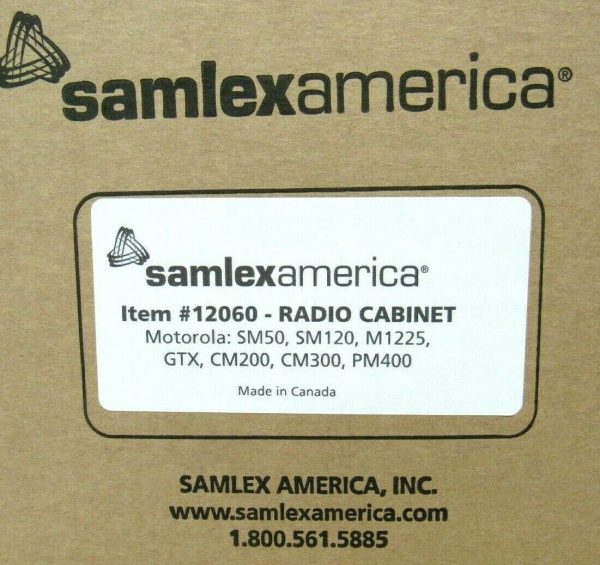 samlexamerica®
samlexamerica®
Item #12060 - RADIO CABINET
Motorola: SM50, SM120, M1225,
GTX, CM200, CM300, PM400
Made in Canada
SAMLEX AMERICA, INC.
www.samlexamerica.com
1.800.561.5885